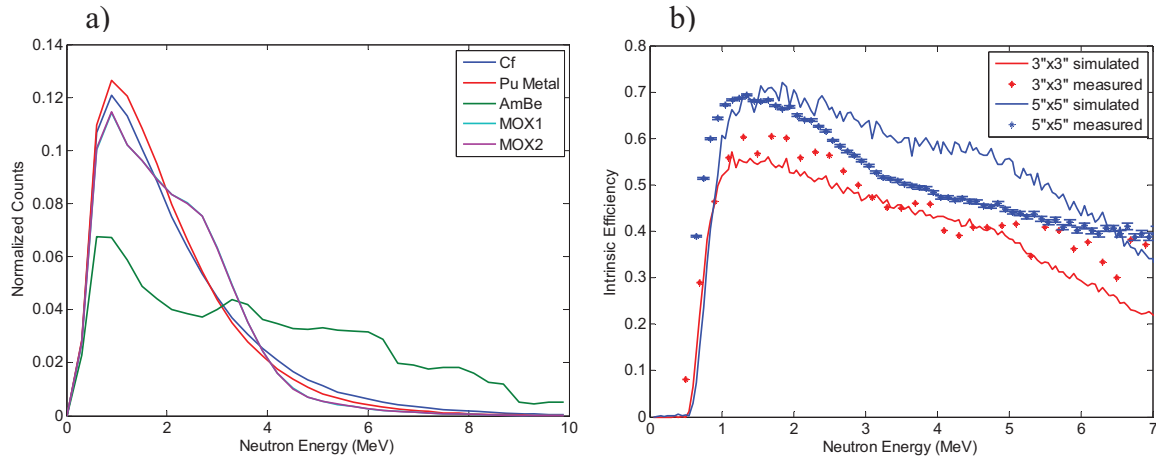 a)
0.14
0.12
0.1
0.08
0.06
0.04
0.02
0
Normalized Counts
0 2 4 6 8 10
Neutron Energy (MeV)
Cf
Pu Metal
AmBe
MOX1
MOX2
b)
0.8
0.7
0.6
0.5
0.4
0.3
0.2
0.1
0
Intrinsic Efficiency
0 1 2 3 4 5 6 7
Neutron Energy (MeV)
3"x3" simulated
3"x3" measured
5"x5" simulated
5"x5" measured